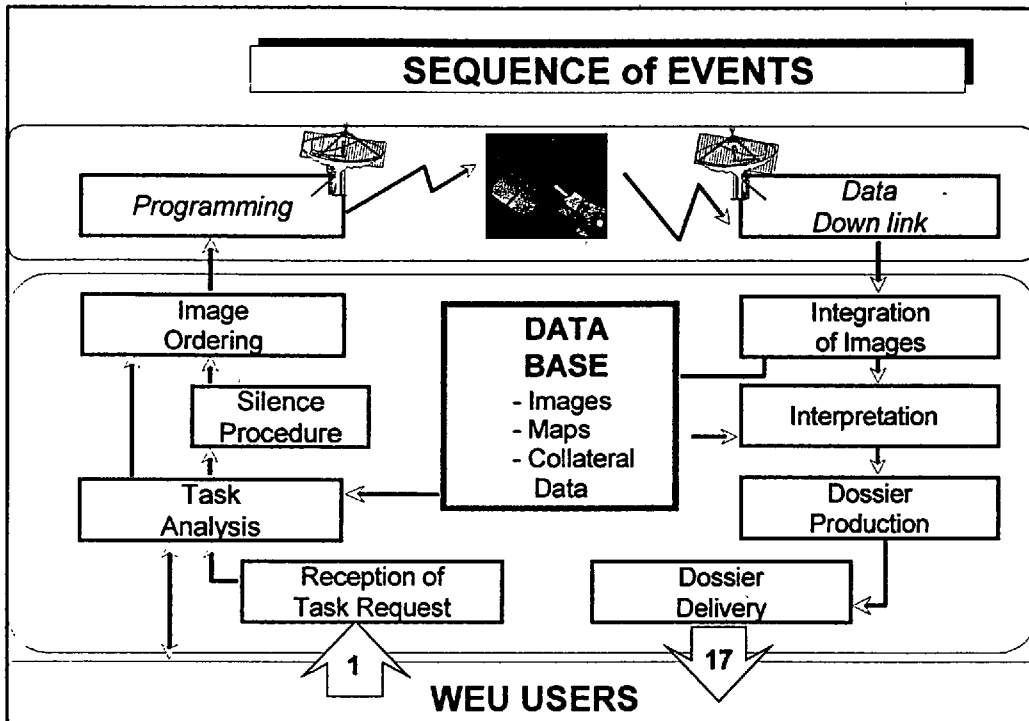 SEQUENCE of EVENTS
Programming
Data
Down link
Image
Ordering
Silence
Procedure
Task
Analysis
Reception of
Task Request
1
DATA
BASE
- Images
- Maps
- Collateral
Data
Integration
of Images
Interpretation
Dossier
Production
Dossier
Delivery
17
WEU USERS